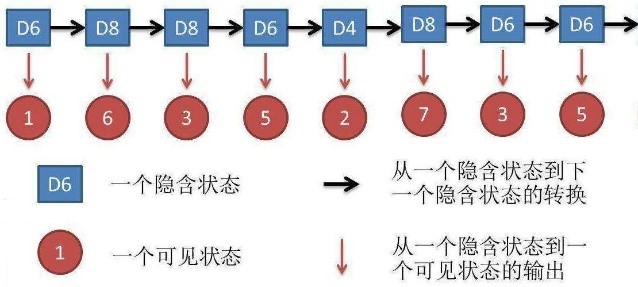 D6 D8 D8 D6 D4 D8 D6 D6
1 6 3 5 2 7 3 5
D6 一个隐含状态
从一个隐含状态到下
一个隐含状态的转换
1 一个可见状态
从一个隐含状态到一
个可见状态的输出